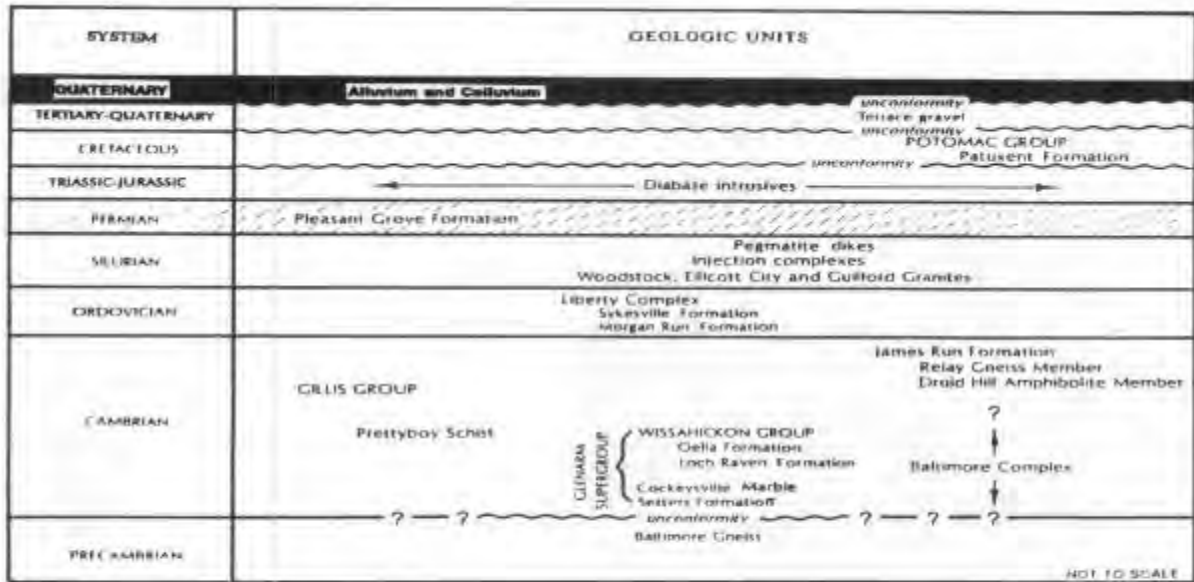 SYSTEM GEOLOGIC UNITS
QUATERNARY Alluvium and Colluvium
unconformity
TERTIARY-QUATERNARY Terrace gravel
unconformity
CRETACEOUS POTOMAC GROUP
Patuxent Formation
unconformity
TRIASSIC-JURASSIC Diabase intrusives
PERMIAN Pleasant Grove Formation
Pegmatite dikes
SILURIAN Injection complexes
Woodstock, Ellicott City and Guilford Granites
Liberty Complex
ORDOVICIAN Sykesville Formation
Morgan Run Formation
James Run Formation
Relay Gneiss Member
Druid Hill Amphibolite Member
GILLIS GROUP
?
CAMBRIAN Prettyboy Schist
GLENARM SUPERGROUP
WISSAHICKON GROUP
Oella Formation
Loch Raven Formation
Baltimore Complex
Cockeysville Marble
Setters Formation
? ? unconformity ? ? ?
Baltimore Gneiss
PRECAMBRIAN
NOT TO SCALE